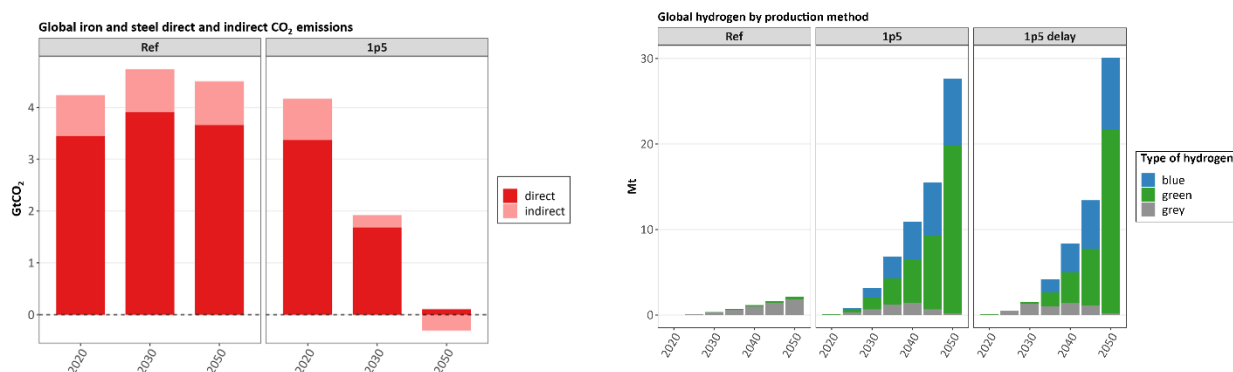 Global iron and steel direct and indirect CO₂ emissions
Ref
1p5
GtCO₂
4
3
2
1
0
2020
2030
2050
2020
2030
2050
direct
indirect
Global hydrogen by production method
Ref
1p5
1p5 delay
Mt
30
20
10
0
2020
2030
2040
2050
2020
2030
2040
2050
2020
2030
2040
2050
Type of hydrogen
blue
green
grey